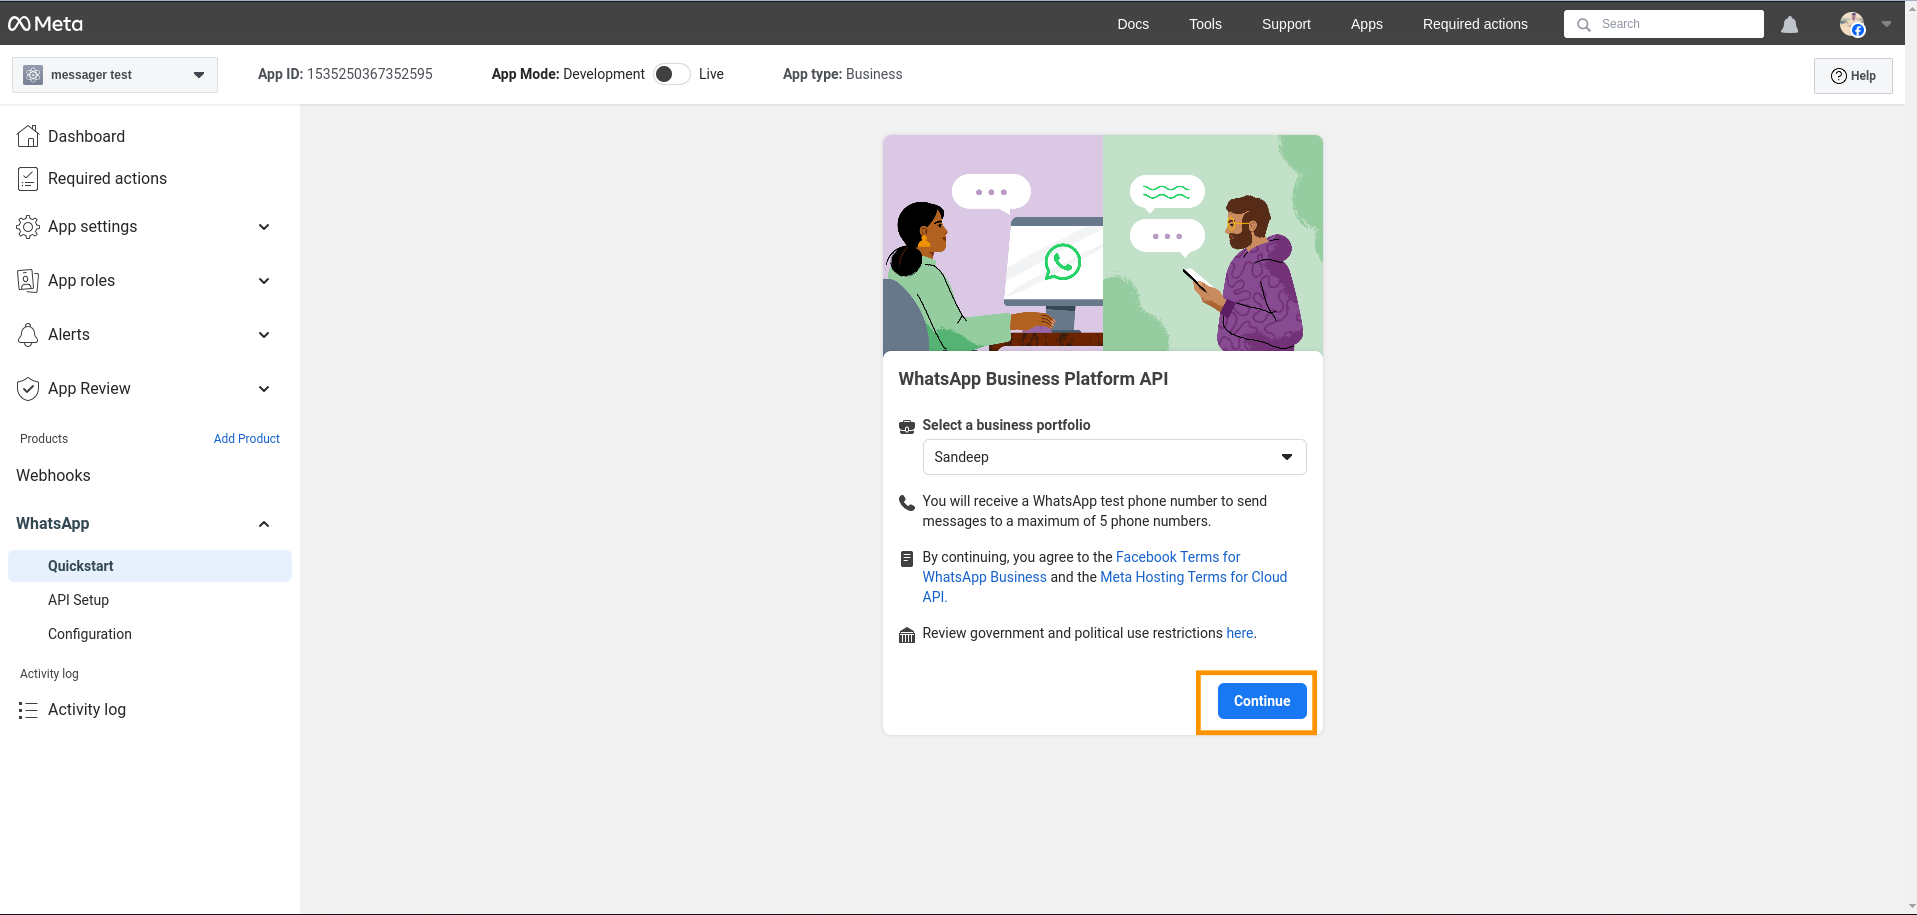 Meta
Docs Tools Support Apps Required actions Search
messager test
App ID: 1535250367352595
App Mode: Development Live
App type: Business
Help
Dashboard
Required actions
App settings
App roles
Alerts
App Review
Products Add Product
Webhooks
WhatsApp
Quickstart
API Setup
Configuration
Activity log
Activity log
WhatsApp Business Platform API
Select a business portfolio
Sandeep
You will receive a WhatsApp test phone number to send
messages to a maximum of 5 phone numbers.
By continuing, you agree to the Facebook Terms for
WhatsApp Business and the Meta Hosting Terms for Cloud
API.
Review government and political use restrictions here.
Continue